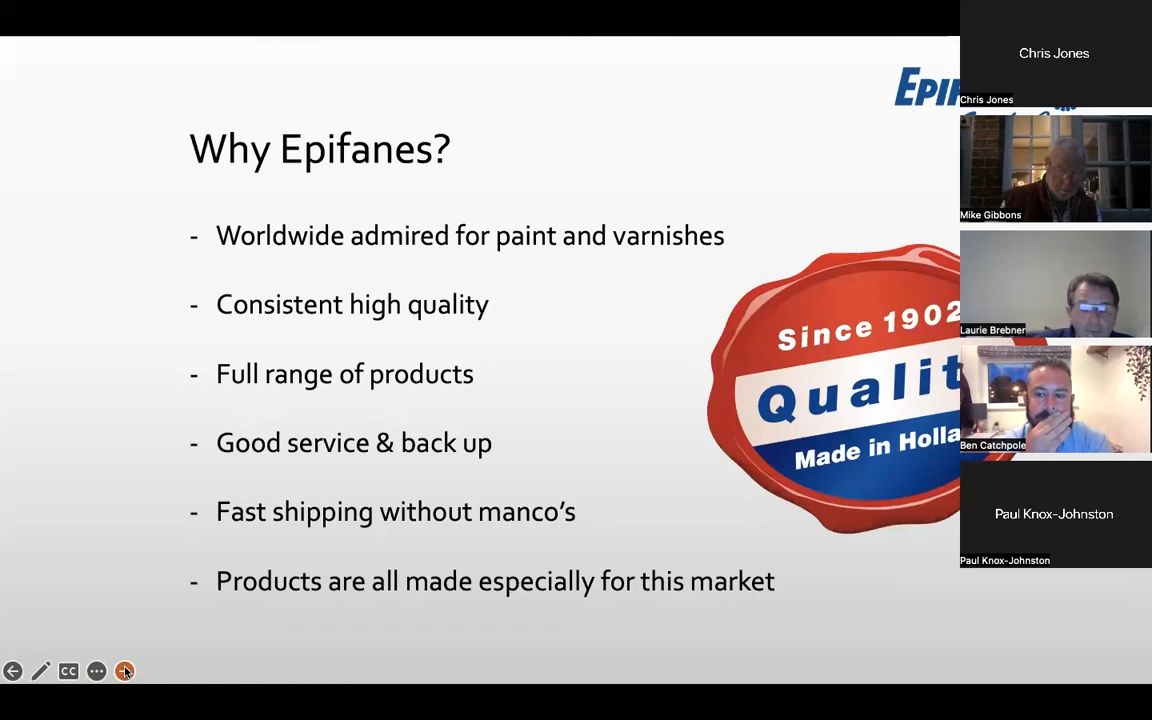 Why Epifanes?
- Worldwide admired for paint and varnishes
- Consistent high quality
- Full range of products
- Good service & back up
- Fast shipping without manco's
- Products are all made especially for this market
Since 1902
Qualit
Made in Holla
Chris Jones
Chris Jones
Mike Gibbons
Laurie Brebner
Ben Catchpole
Paul Knox-Johnston
Paul Knox-Johnston
CC